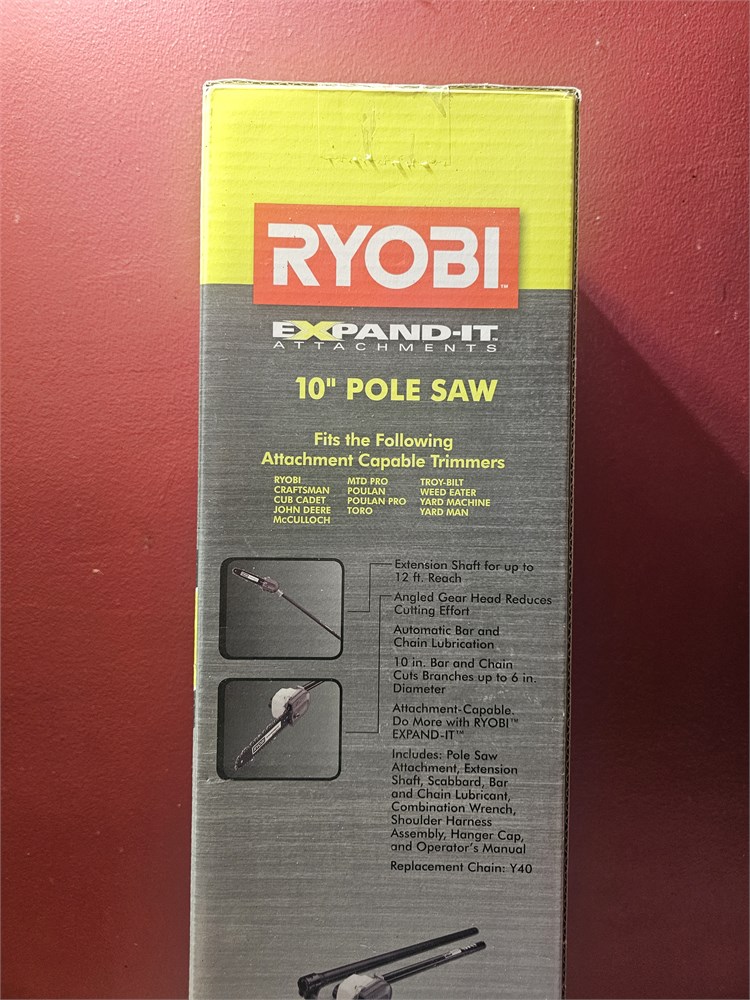 RYOBI™
EXPAND-IT™
ATTACHMENTS
10" POLE SAW
Fits the Following
Attachment Capable Trimmers
RYOBI
CRAFTSMAN
CUB CADET
JOHN DEERE
McCULLOCH
MTD PRO
POULAN
POULAN PRO
TORO
TROY-BILT
WEED EATER
YARD MACHINE
YARD MAN
Extension Shaft for up to
12 ft. Reach
Angled Gear Head Reduces
Cutting Effort
Automatic Bar and
Chain Lubrication
10 in. Bar and Chain
Cuts Branches up to 6 in.
Diameter
Attachment-Capable.
Do More with RYOBI™
EXPAND-IT™
Includes: Pole Saw
Attachment, Extension
Shaft, Scabbard, Bar
and Chain Lubricant,
Combination Wrench,
Shoulder Harness
Assembly, Hanger Cap,
and Operator's Manual
Replacement Chain: Y40